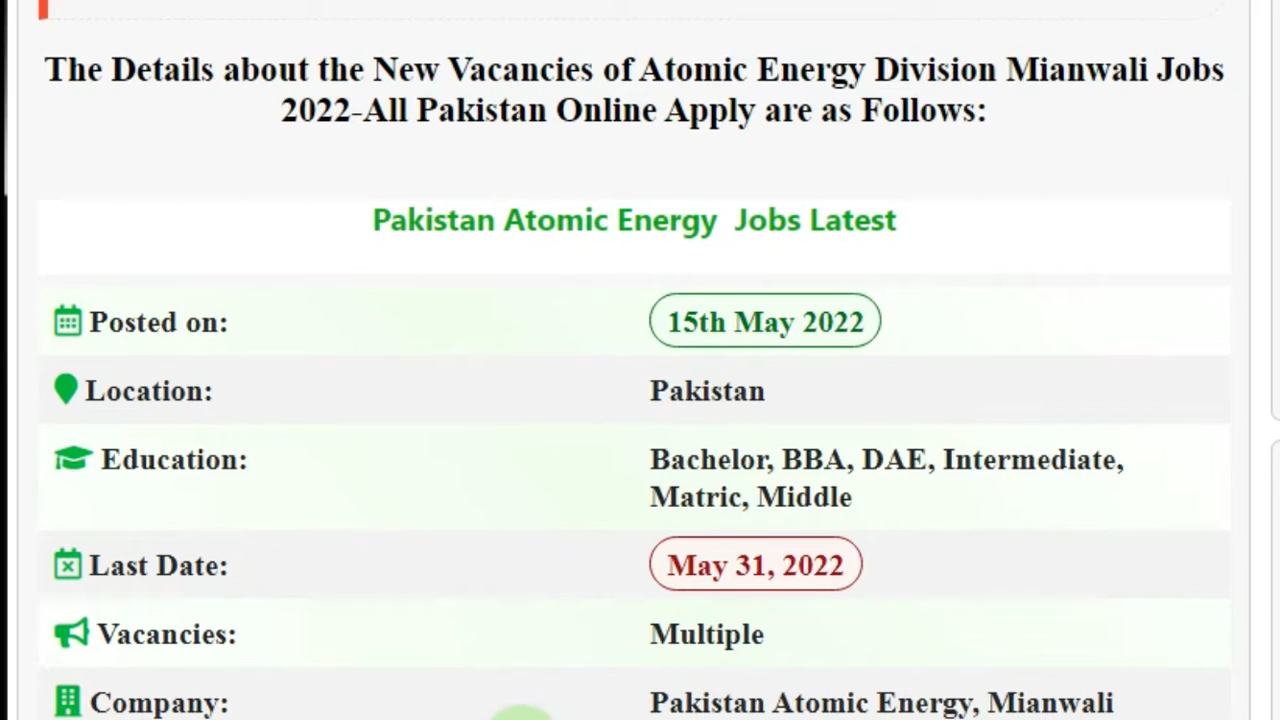 The Details about the New Vacancies of Atomic Energy Division Mianwali Jobs
2022-All Pakistan Online Apply are as Follows:
Pakistan Atomic Energy Jobs Latest
Posted on: 15th May 2022
Location: Pakistan
Education: Bachelor, BBA, DAE, Intermediate,
Matric, Middle
Last Date: May 31, 2022
Vacancies: Multiple
Company: Pakistan Atomic Energy, Mianwali